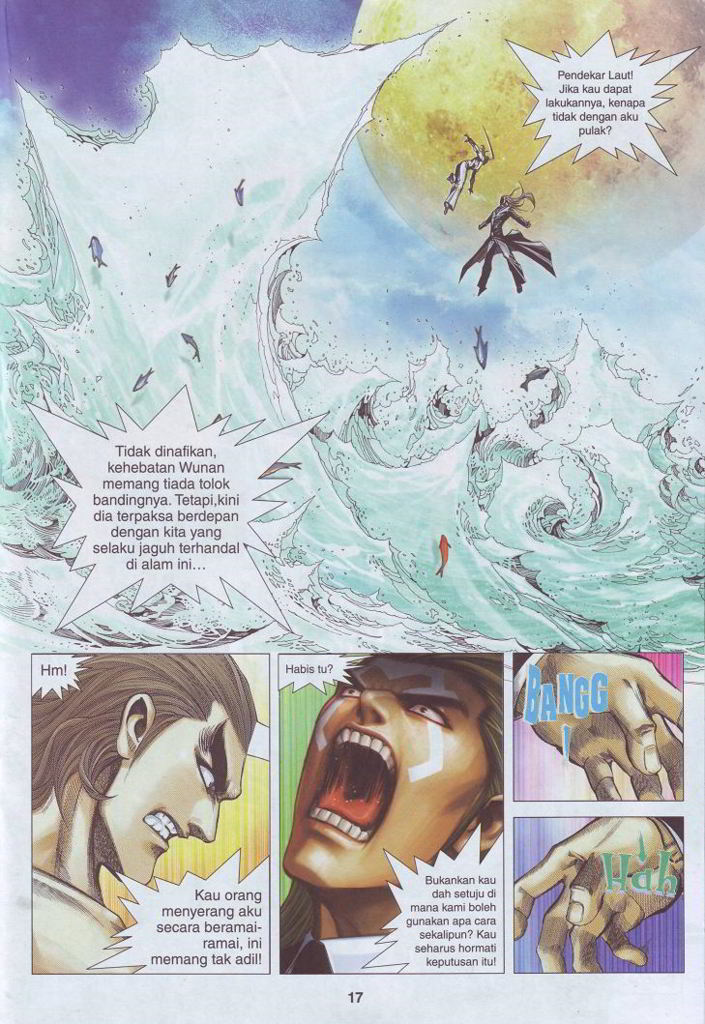 Pendekar Laut!
Jika kau dapat
lakukannya, kenapa
tidak dengan aku
pulak?
Tidak dinafikan,
kehebatan Wunan
memang tiada tolok
bandingnya. Tetapi,kini
dia terpaksa berdepan
dengan kita yang
selaku jaguh terhandal
di alam ini...
Hm!
Kau orang
menyerang aku
secara beramai-
ramai, ini
memang tak adil!
Habis tu?
Bukankan kau
dah setuju di
mana kami boleh
gunakan apa cara
sekalipun? Kau
seharus hormati
keputusan itu!
BANGG
!
Hah
!
17